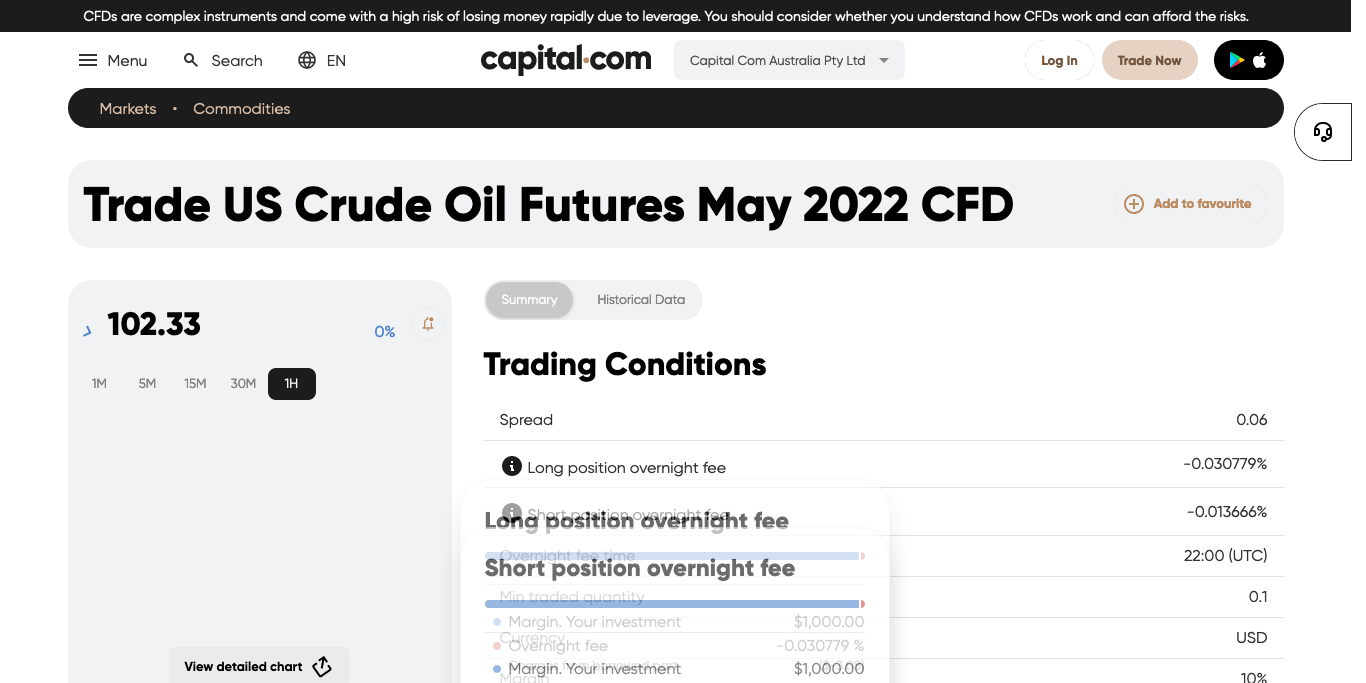 CFDs are complex instruments and come with a high risk of losing money rapidly due to leverage. You should consider whether you understand how CFDs work and can afford the risks.
Menu Search EN capital.com Capital Com Australia Pty Ltd Log In Trade Now
Markets • Commodities
Trade US Crude Oil Futures May 2022 CFD Add to favourite
102.33 0%
1M 5M 15M 30M 1H
View detailed chart
Summary Historical Data
Trading Conditions
Spread 0.06
Long position overnight fee -0.030779%
Short position overnight fee -0.013666%
Long position overnight fee
Overnight fee time 22:00 (UTC)
Short position overnight fee
Min traded quantity 0.1
Margin. Your investment $1,000.00
Currency USD
Overnight fee -0.030779 %
Margin. Your investment $1,000.00
Margin 10%